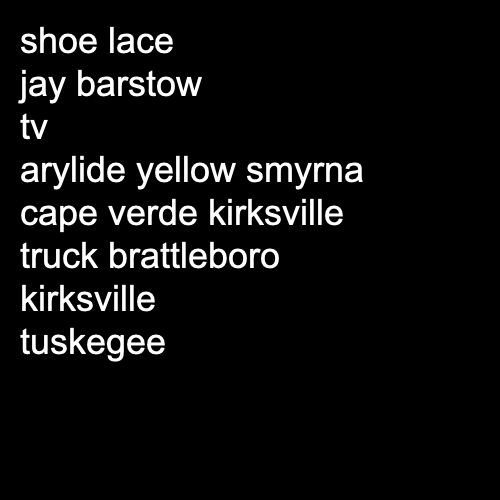 shoe lace
jay barstow
tv
arylide yellow smyrna
cape verde kirksville
truck brattleboro
kirksville
tuskegee